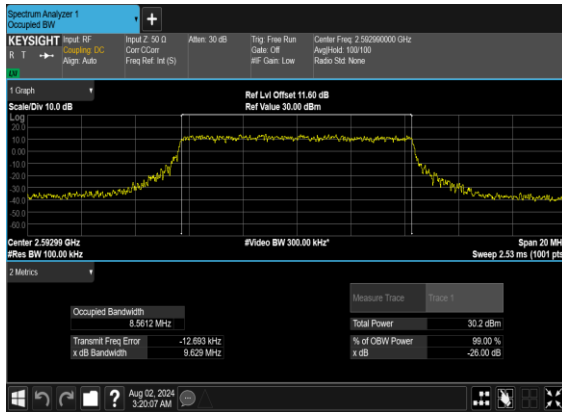 Spectrum Analyzer 1
Occupied BW
KEYSIGHT
R T
LXI
Input: RF
Coupling: DC
Align: Auto
Input Z: 50 Ω
Corr CCorr
Freq Ref: Int (S)
Atten: 30 dB
Trig: Free Run
Gate: Off
#IF Gain: Low
Center Freq: 2.592990000 GHz
Avg|Hold: 100/100
Radio Std: None
1 Graph
Scale/Div 10.0 dB
Ref Lvl Offset 11.60 dB
Ref Value 30.00 dBm
Log
20.0
10.0
0.00
-10.0
-20.0
-30.0
-40.0
-50.0
-60.0
Center 2.59299 GHz
#Res BW 100.00 kHz
#Video BW 300.00 kHz*
Span 20 MH
Sweep 2.53 ms (1001 pts
2 Metrics
Occupied Bandwidth
8.5612 MHz
Transmit Freq Error -12.693 kHz
x dB Bandwidth 9.629 MHz
Measure Trace Trace 1
Total Power 30.2 dBm
% of OBW Power 99.00 %
x dB -26.00 dB
?
Aug 02, 2024
3:20:07 AM